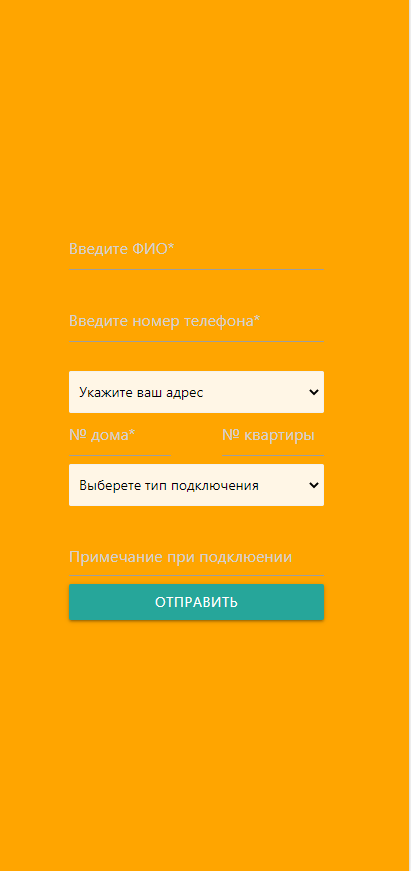 Введите ФИО*
Введите номер телефона*
Укажите ваш адрес
№ дома* № квартиры
Выберете тип подключения
Примечание при подклюении
ОТПРАВИТЬ